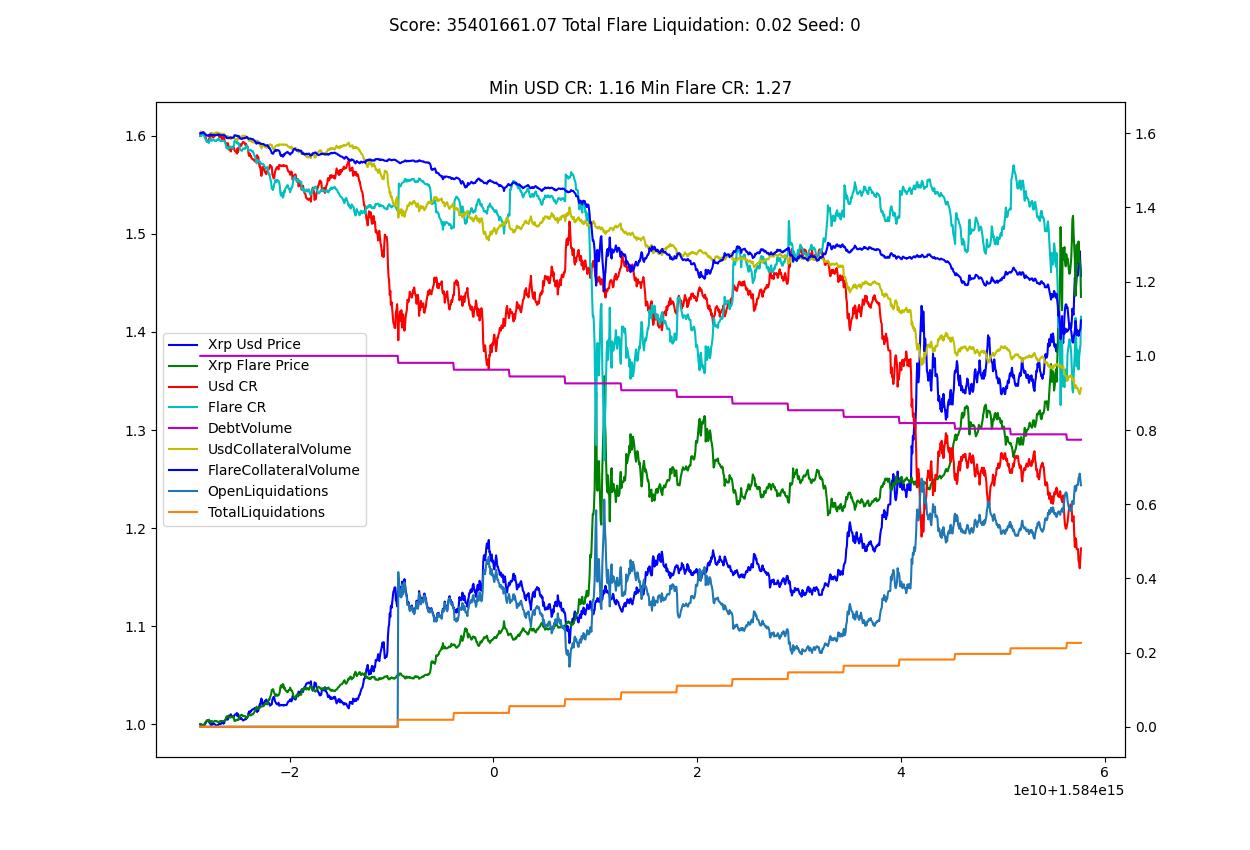 Score: 35401661.07 Total Flare Liquidation: 0.02 Seed: 0
Min USD CR: 1.16 Min Flare CR: 1.27
1.6
1.5
1.4
1.3
1.2
1.1
1.0
Xrp Usd Price
Xrp Flare Price
Usd CR
Flare CR
DebtVolume
UsdCollateralVolume
FlareCollateralVolume
OpenLiquidations
TotalLiquidations
1.6
1.4
1.2
1.0
0.8
0.6
0.4
0.2
0.0
−2 0 2 4 6
1e10+1.584e15